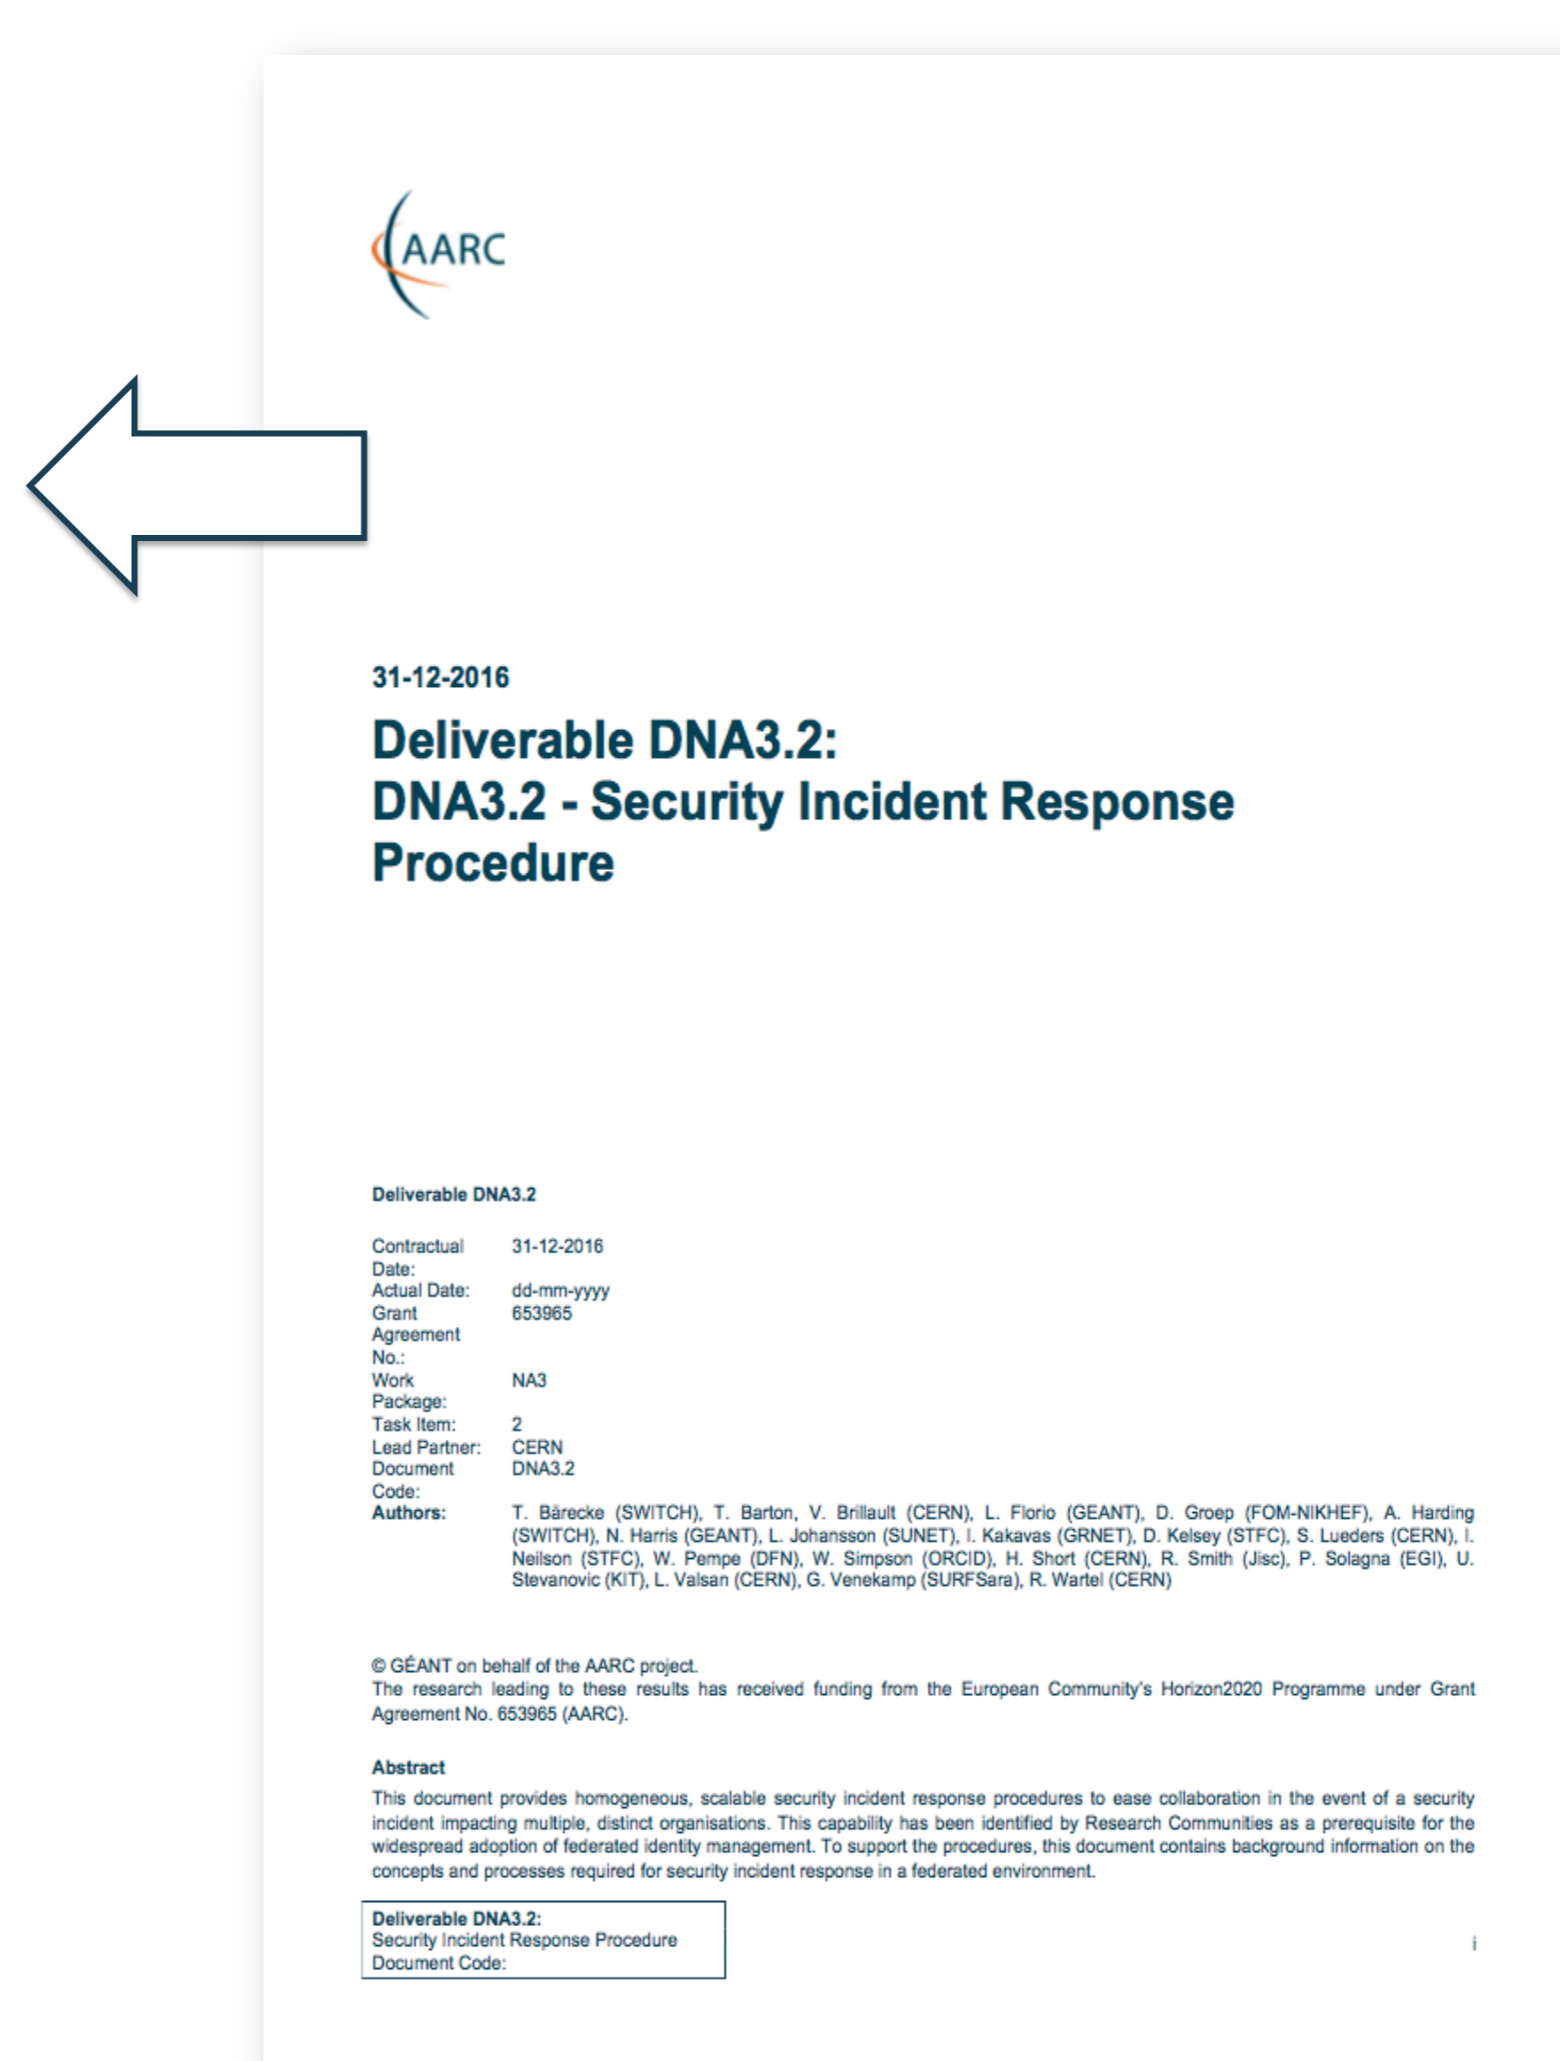 AARC
31-12-2016
Deliverable DNA3.2:
DNA3.2 - Security Incident Response
Procedure
Deliverable DNA3.2
Contractual 31-12-2016
Date:
Actual Date: dd-mm-yyyy
Grant 653965
Agreement
No.:
Work NA3
Package:
Task Item: 2
Lead Partner: CERN
Document DNA3.2
Code:
Authors: T. Bärecke (SWITCH), T. Barton, V. Brillault (CERN), L. Florio (GEANT), D. Groep (FOM-NIKHEF), A. Harding
(SWITCH), N. Harris (GEANT), L. Johansson (SUNET), I. Kakavas (GRNET), D. Kelsey (STFC), S. Lueders (CERN), I.
Neilson (STFC), W. Pempe (DFN), W. Simpson (ORCID), H. Short (CERN), R. Smith (Jisc), P. Solagna (EGI), U.
Stevanovic (KIT), L. Valsan (CERN), G. Venekamp (SURFSara), R. Wartel (CERN)
© GÉANT on behalf of the AARC project.
The research leading to these results has received funding from the European Community's Horizon2020 Programme under Grant
Agreement No. 653965 (AARC).
Abstract
This document provides homogeneous, scalable security incident response procedures to ease collaboration in the event of a security
incident impacting multiple, distinct organisations. This capability has been identified by Research Communities as a prerequisite for the
widespread adoption of federated identity management. To support the procedures, this document contains background information on the
concepts and processes required for security incident response in a federated environment.
Deliverable DNA3.2:
Security Incident Response Procedure
Document Code:
i